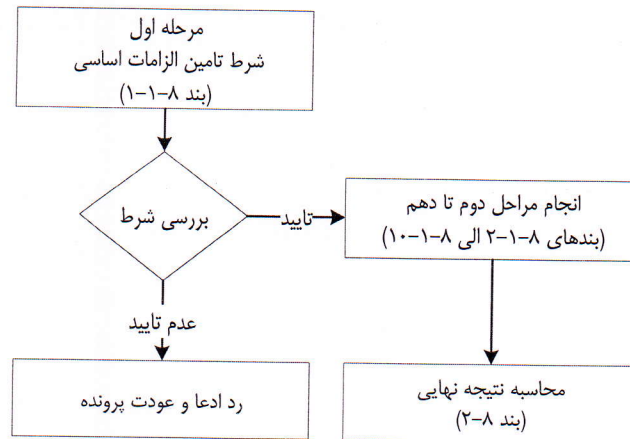 مرحله اول
شرط تامین الزامات اساسی
(بند ۸-۱-۱)
بررسی شرط
تایید
انجام مراحل دوم تا دهم
(بندهای ۸-۱-۲ الی ۸-۱-۱۰)
عدم تایید
رد ادعا و عودت پرونده
محاسبه نتیجه نهایی
(بند ۸-۲)